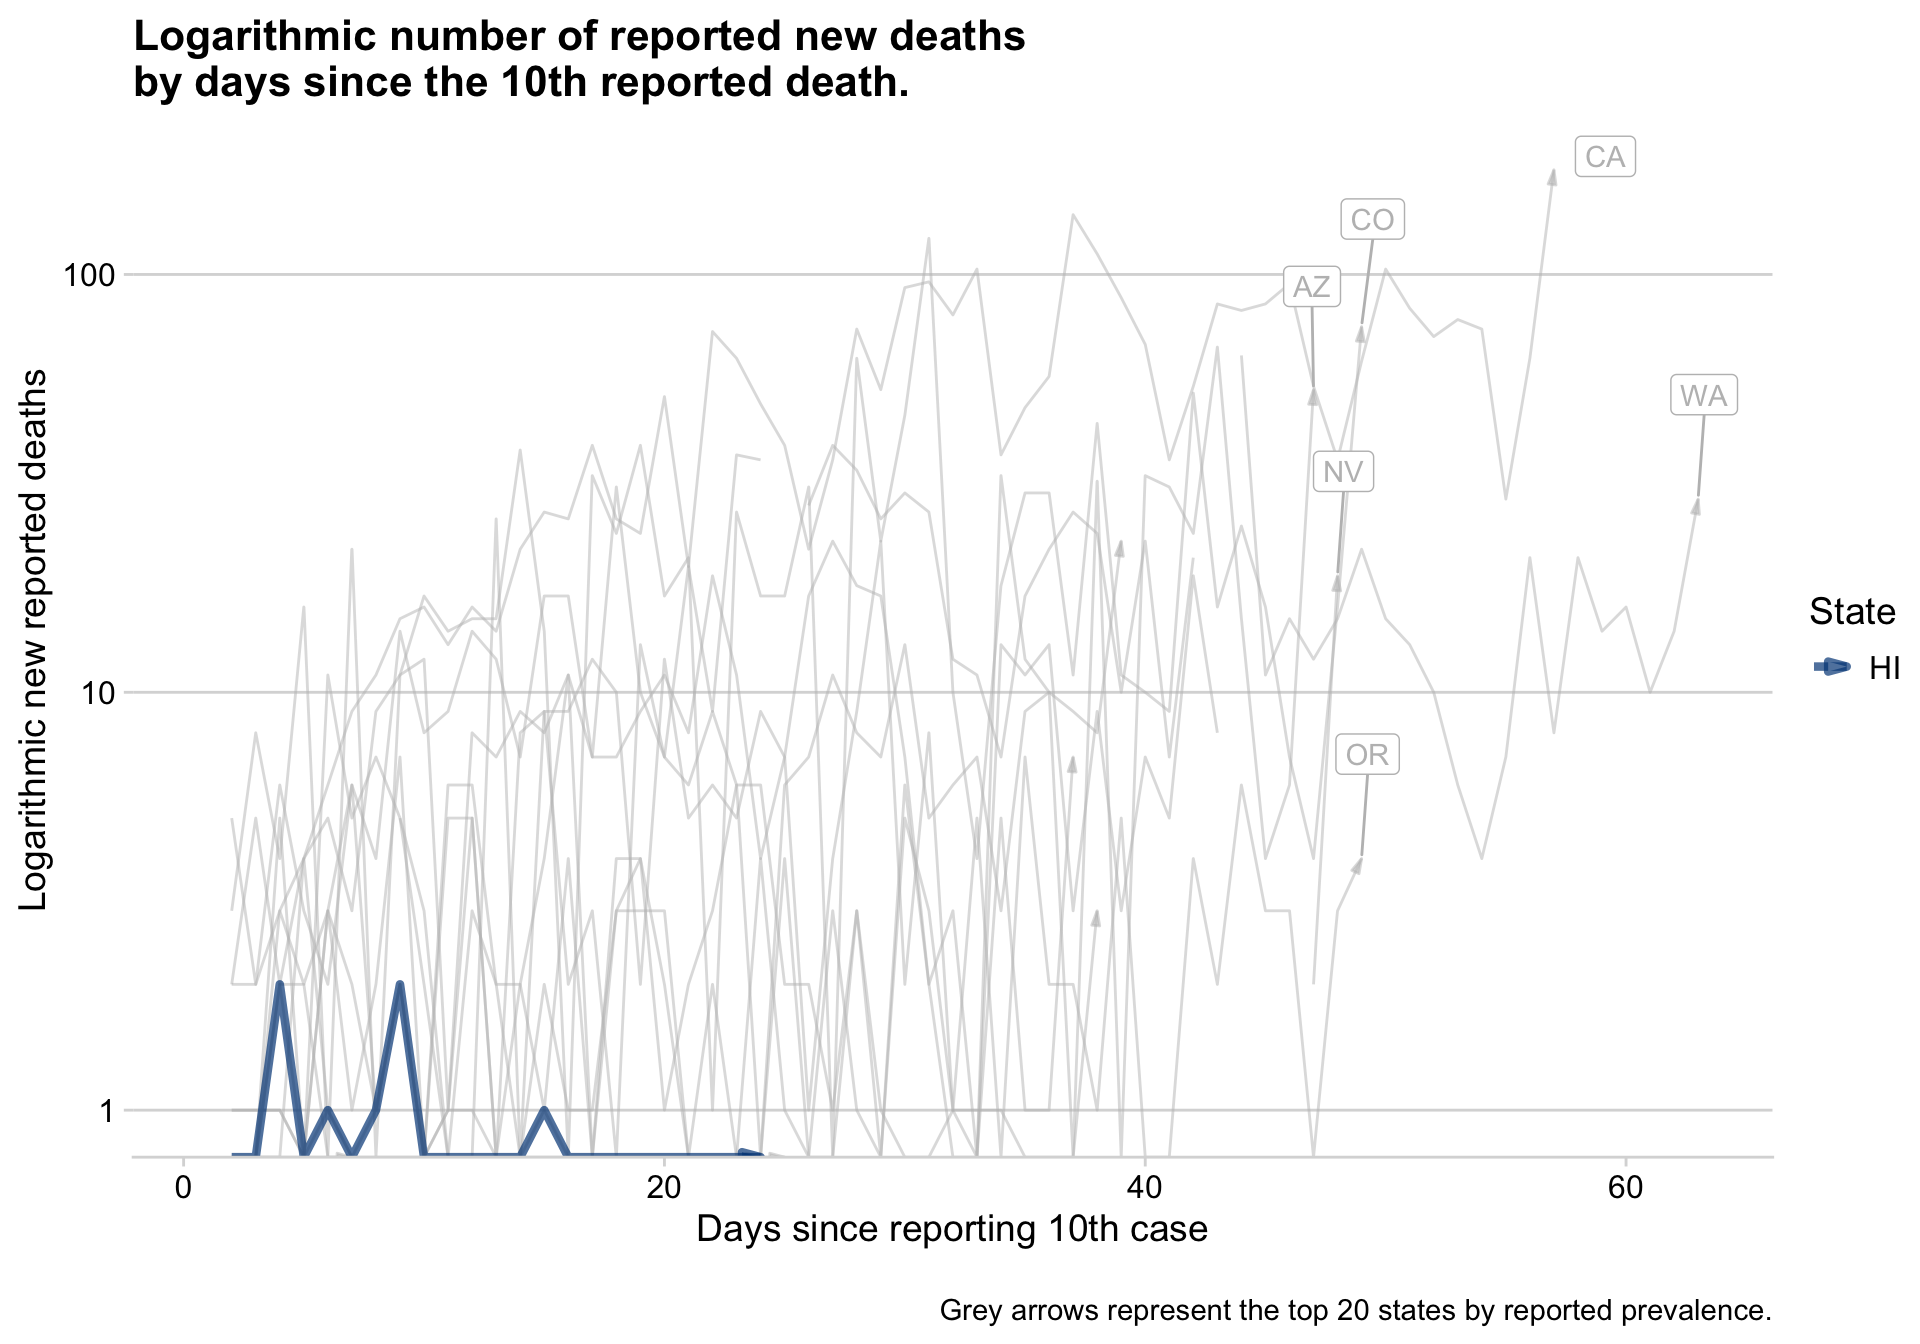 Logarithmic number of reported new deaths
by days since the 10th reported death.
CA
CO
100
AZ
WA
NV
Logarithmic new reported deaths
State
HI
10
OR
1
0
20
40
60
Days since reporting 10th case
Grey arrows represent the top 20 states by reported prevalence.